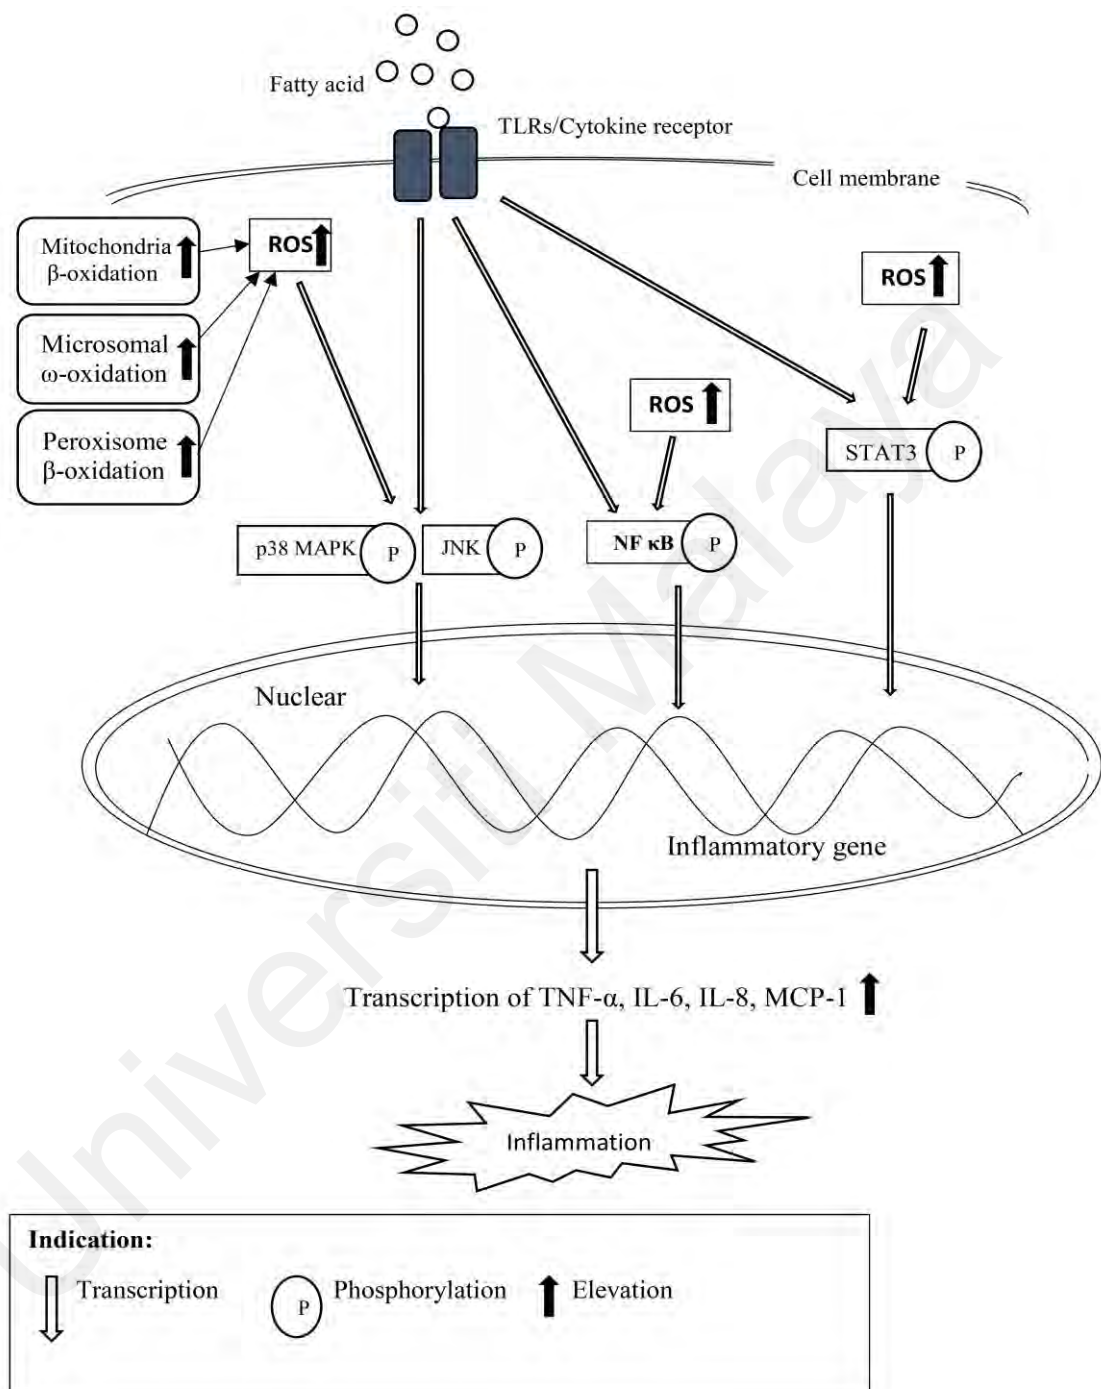 Fatty acid
TLRs/Cytokine receptor
Cell membrane
Mitochondria
β-oxidation
ROS
Microsomal
ω-oxidation
Peroxisome
β-oxidation
ROS
ROS
STAT3
P
p38 MAPK
P
JNK
P
NF κB
P
Nuclear
Inflammatory gene
Transcription of TNF-α, IL-6, IL-8, MCP-1
Inflammation
Indication:
Transcription
P
Phosphorylation
Elevation
Universiti Malaya